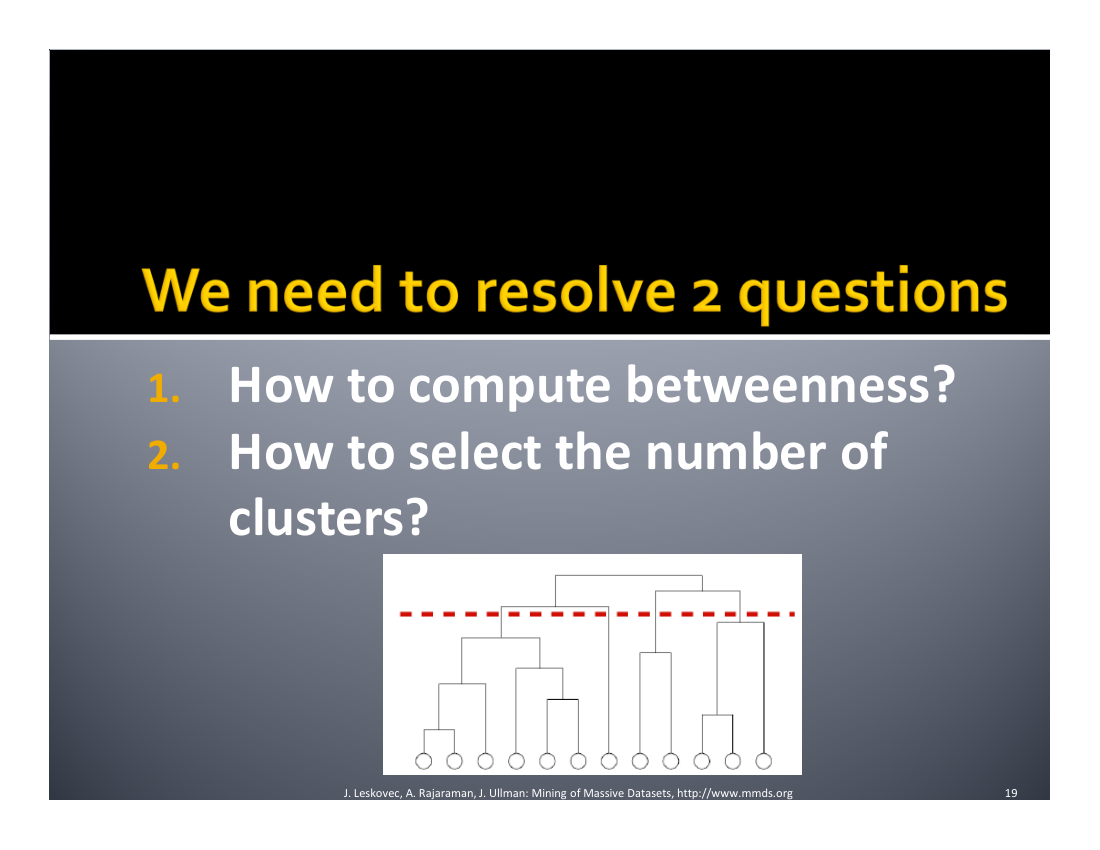 We need to resolve 2 questions
1. How to compute betweenness?
2. How to select the number of
clusters?
J. Leskovec, A. Rajaraman, J. Ullman: Mining of Massive Datasets, http://www.mmds.org
19